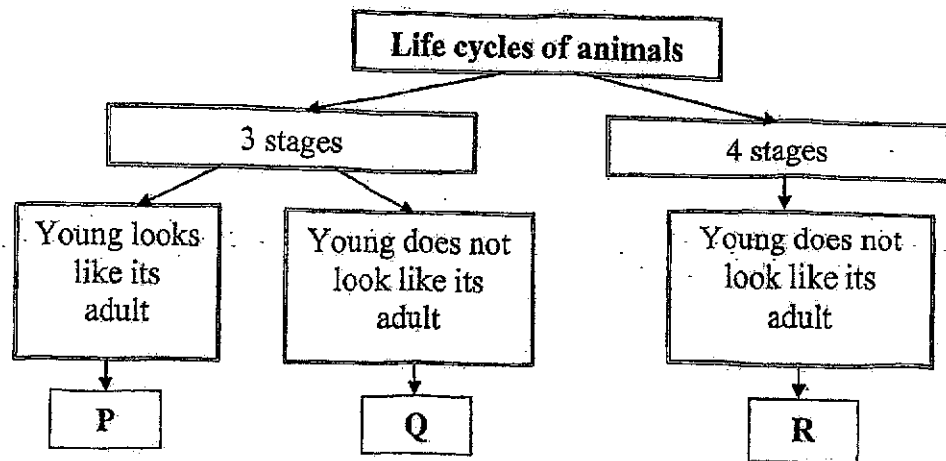 Life cycles of animals
3 stages
4 stages
Young looks
like its
adult
Young does not
look like its
adult
Young does not
look like its
adult
P
Q
R